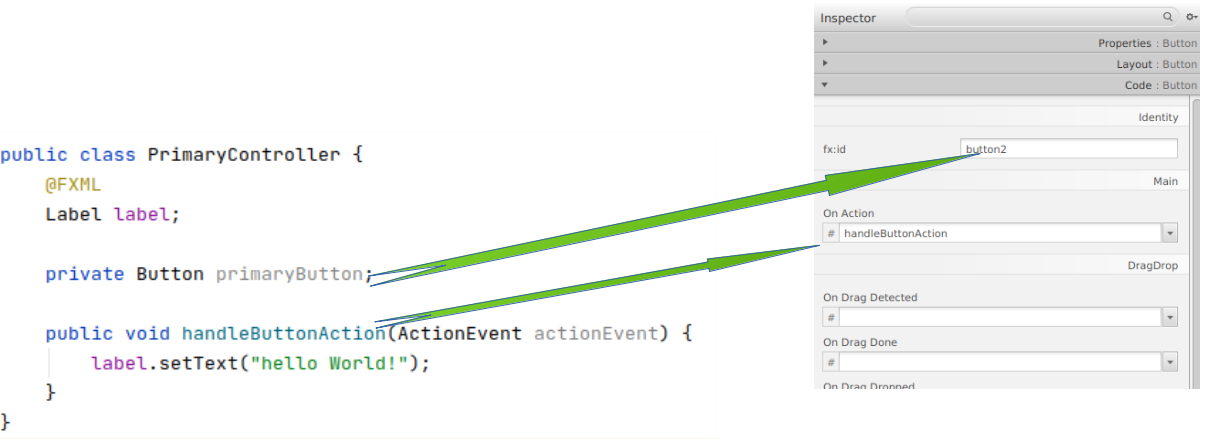 public class PrimaryController {
@FXML
Label label;
private Button primaryButton;
public void handleButtonAction(ActionEvent actionEvent) {
label.setText("hello World!");
}
}
Inspector
Properties : Button
Layout : Button
Code : Button
Identity
fx:id
button2
Main
On Action
# handleButtonAction
DragDrop
On Drag Detected
#
On Drag Done
#
On Drag Dropped